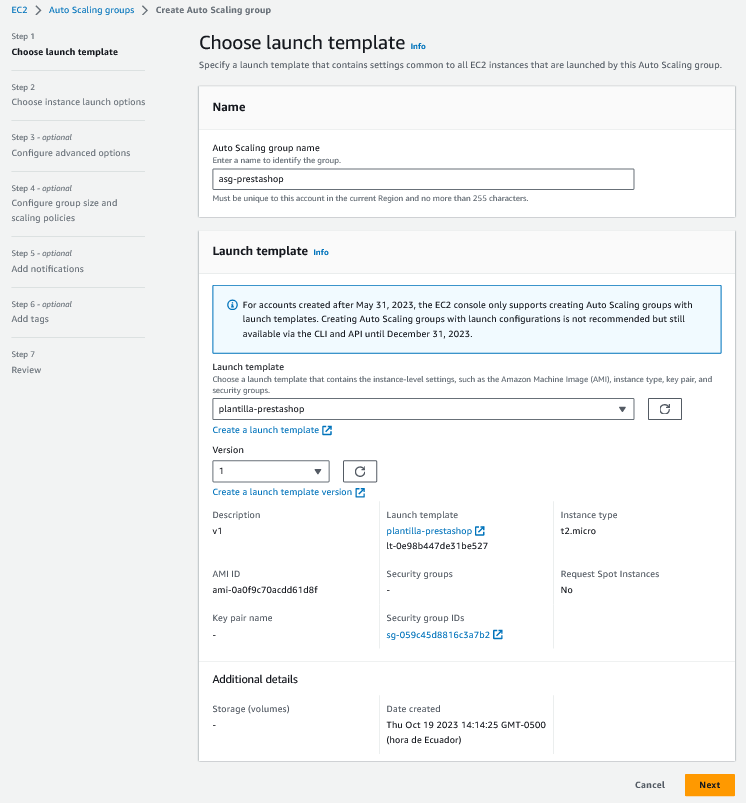 EC2 > Auto Scaling groups > Create Auto Scaling group
Step 1
Choose launch template
Step 2
Choose instance launch options
Step 3 - optional
Configure advanced options
Step 4 - optional
Configure group size and
scaling policies
Step 5 - optional
Add notifications
Step 6 - optional
Add tags
Step 7
Review
Choose launch template Info
Specify a launch template that contains settings common to all EC2 instances that are launched by this Auto Scaling group.
Name
Auto Scaling group name
Enter a name to identify the group.
asg-prestashop
Must be unique to this account in the current Region and no more than 255 characters.
Launch template Info
For accounts created after May 31, 2023, the EC2 console only supports creating Auto Scaling groups with
launch templates. Creating Auto Scaling groups with launch configurations is not recommended but still
available via the CLI and API until December 31, 2023.
Launch template
Choose a launch template that contains the instance-level settings, such as the Amazon Machine Image (AMI), instance type, key pair, and
security groups.
plantilla-prestashop
Create a launch template
Version
1
Create a launch template version
Description
v1
Launch template
plantilla-prestashop
lt-0e98b447de31be527
Instance type
t2.micro
AMI ID
ami-0a0f9c70acdd61d8f
Security groups
-
Request Spot Instances
No
Key pair name
-
Security group IDs
sg-059c45d8816c3a7b2
Additional details
Storage (volumes)
-
Date created
Thu Oct 19 2023 14:14:25 GMT-0500
(hora de Ecuador)
Cancel
Next